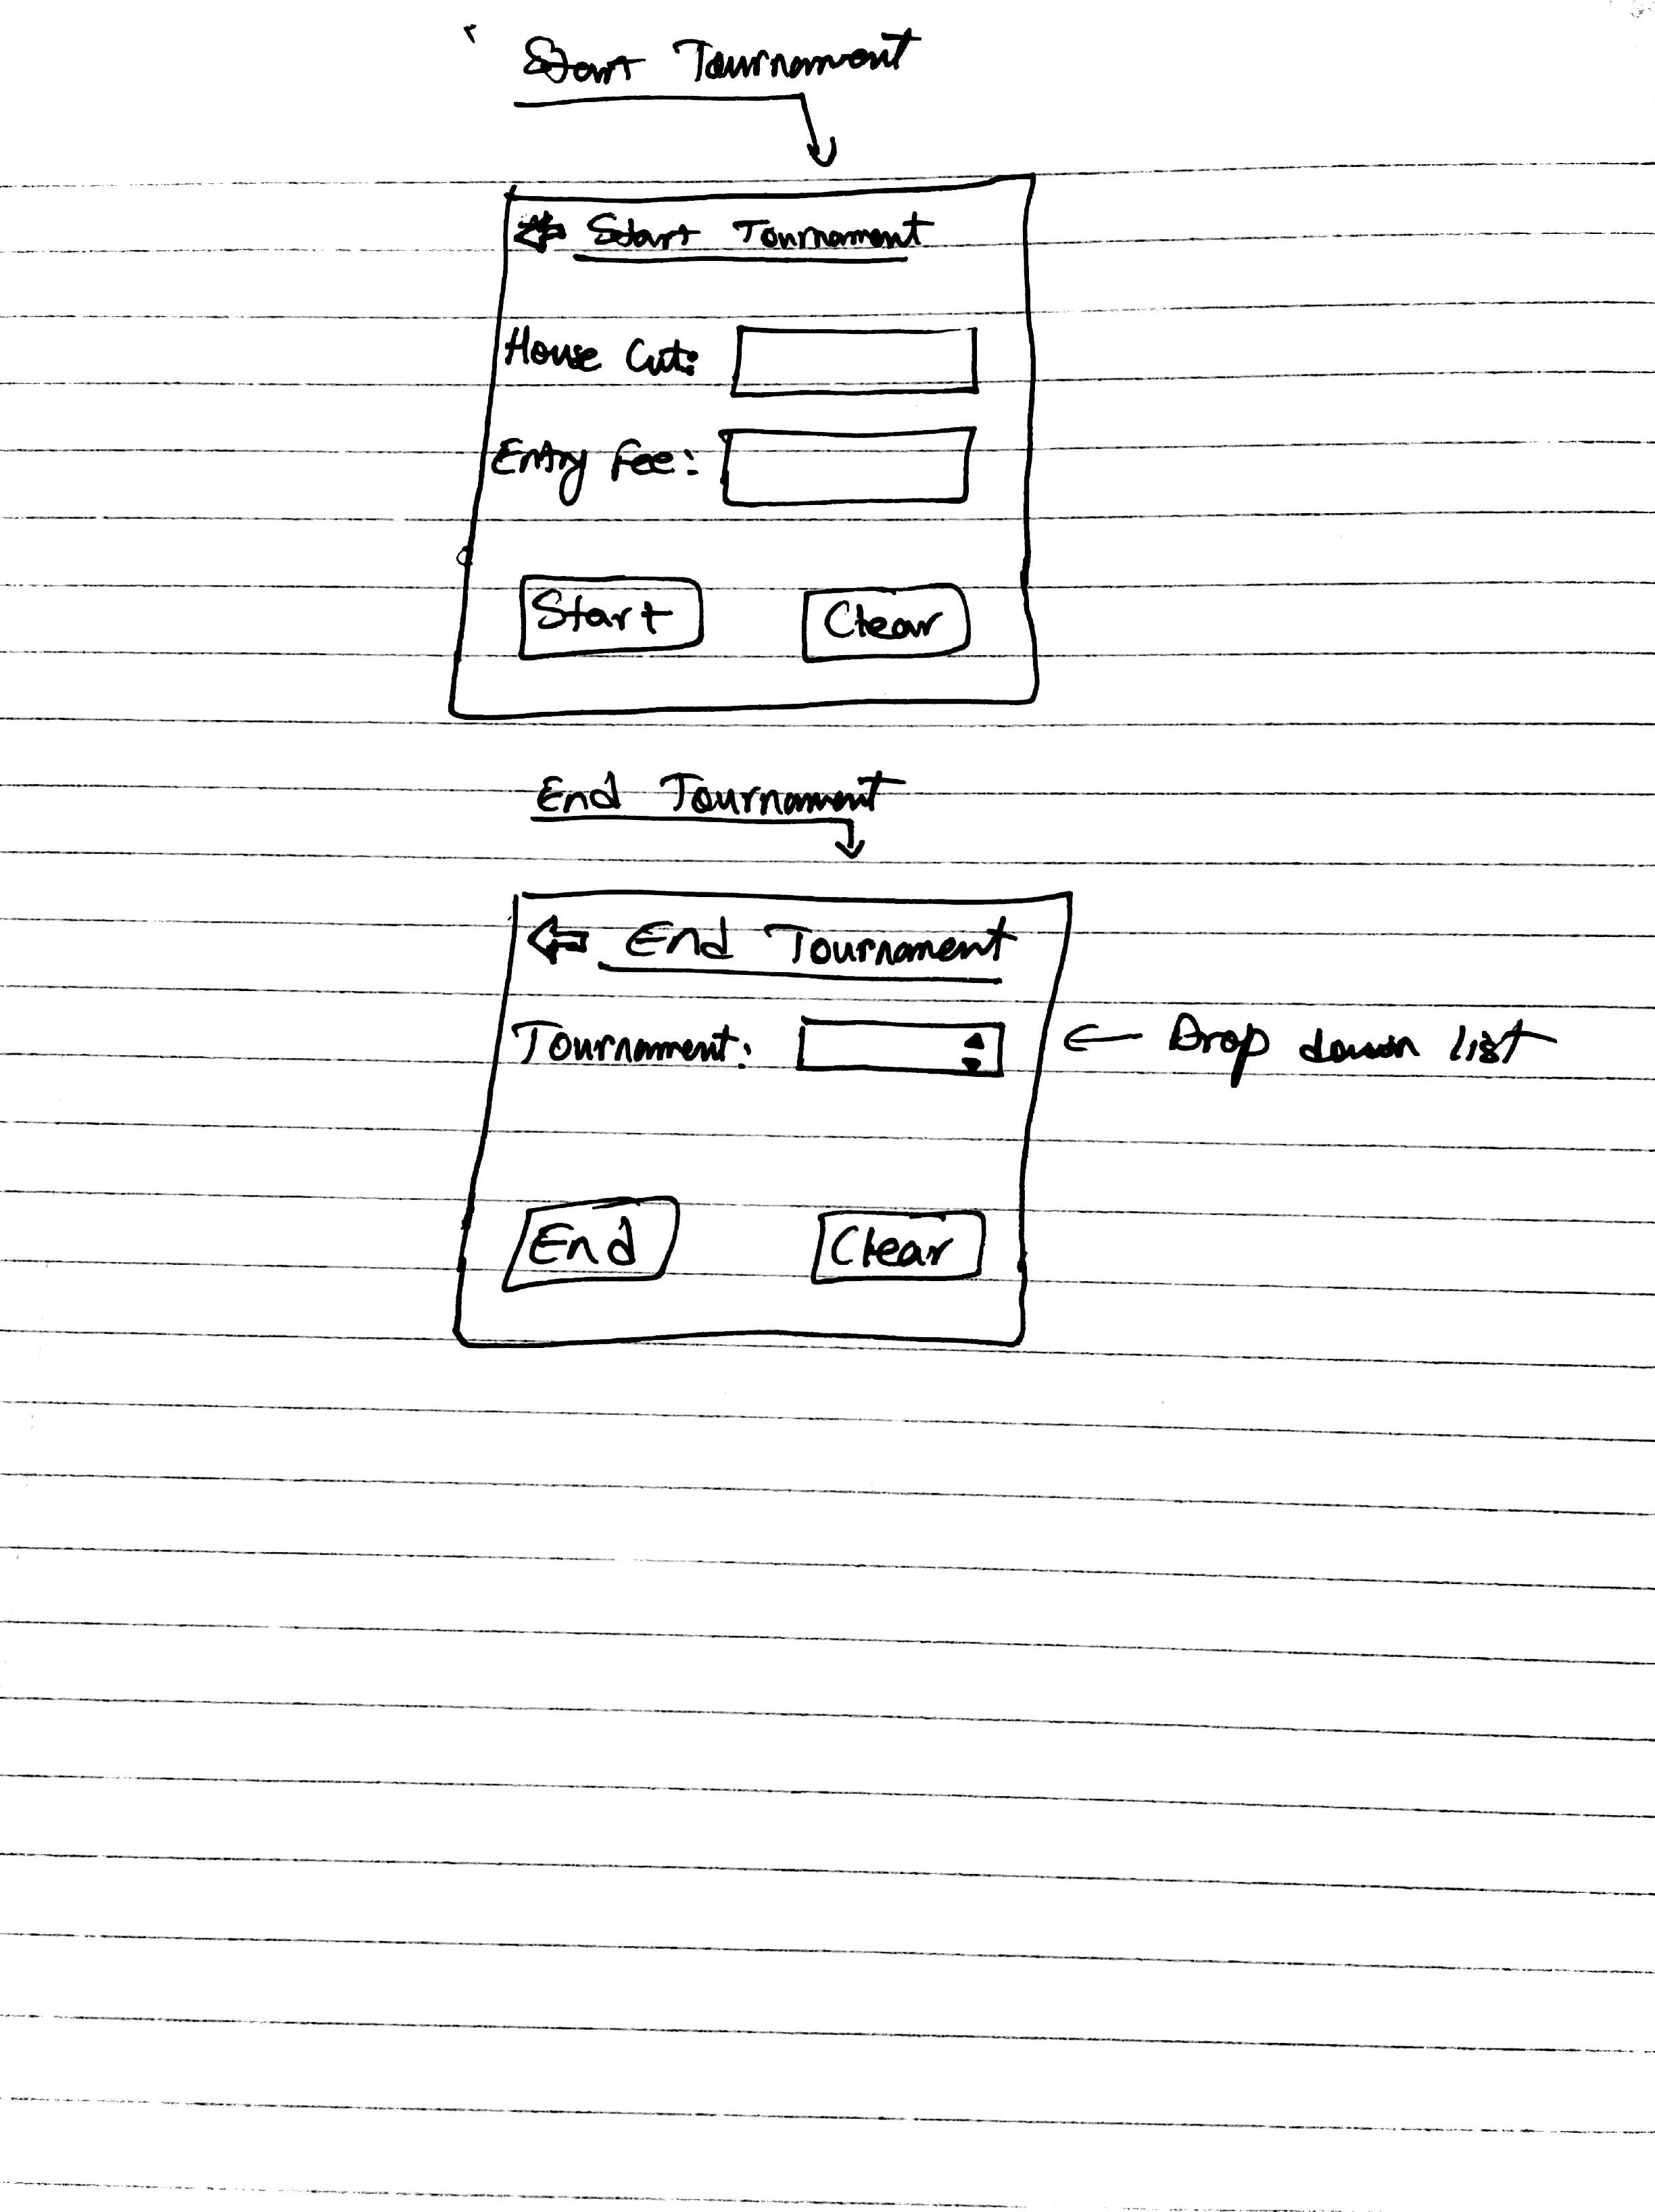 Start Tournament
Start Tournament
House Cut:
Entry Fee:
Start Clear
End Tournament
End Tournament
Tournament: ← Drop down list
End Clear